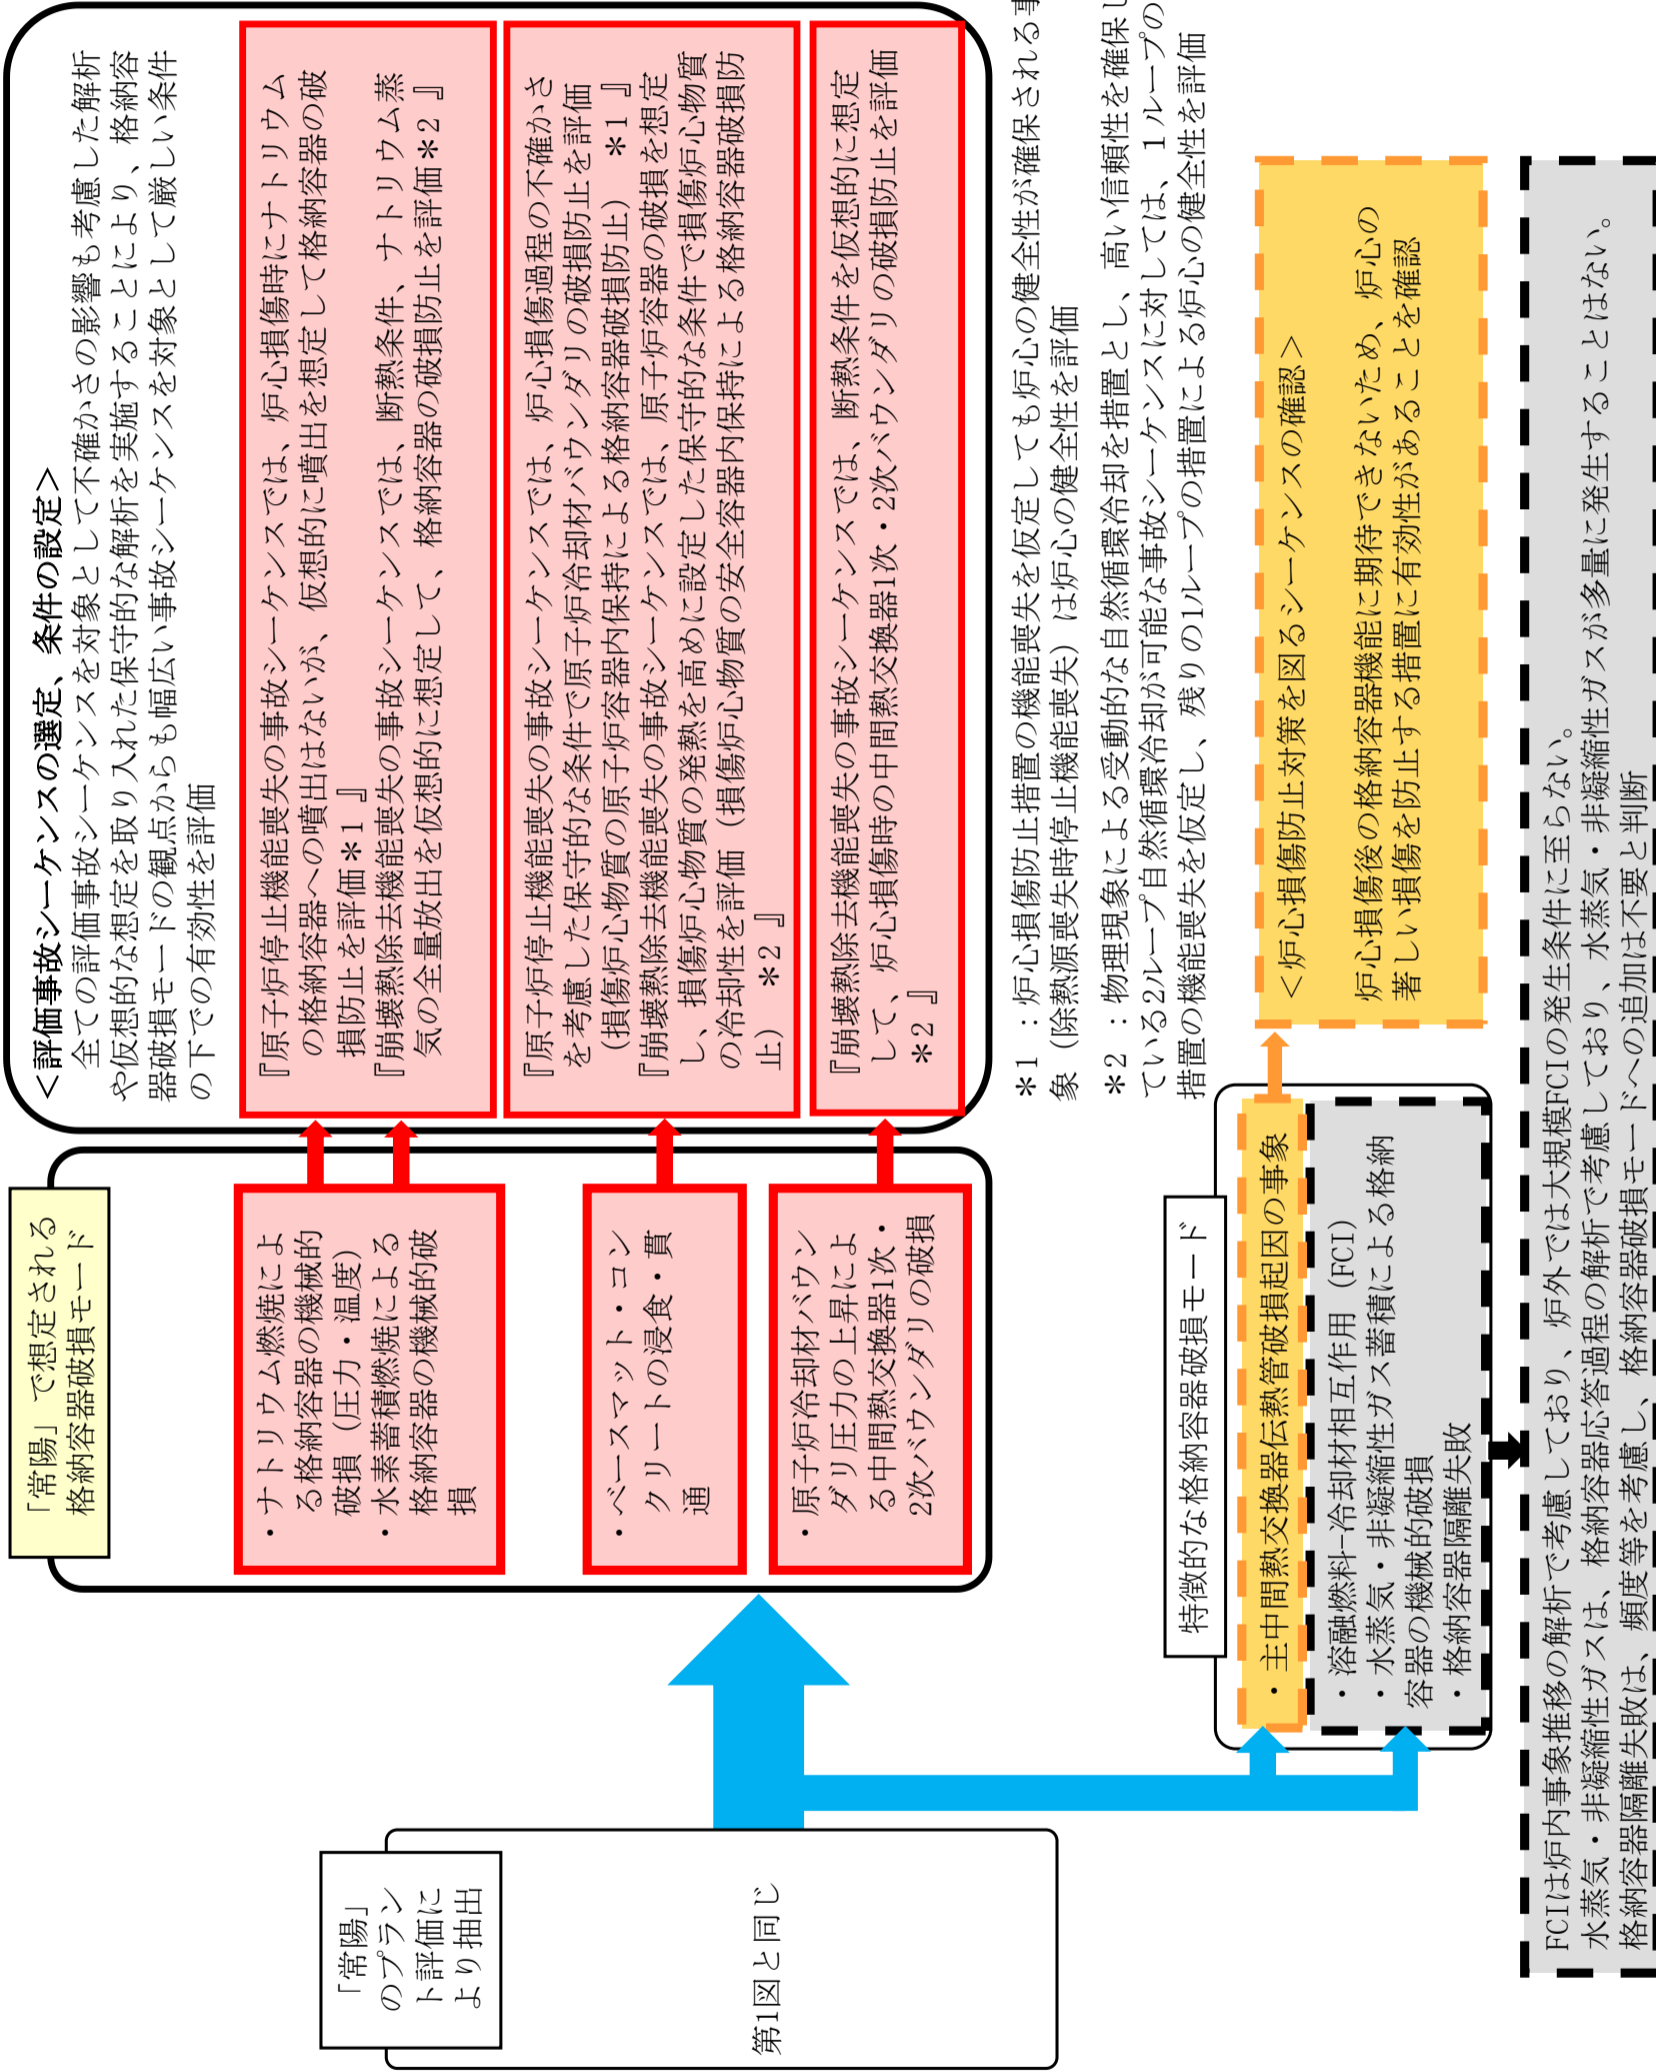 「常陽」
のプラン
ト評価に
より抽出
第1図と同じ
「常陽」で想定される
格納容器破損モード
・ナトリウム燃焼によ
る格納容器の機械的
破損（圧力・温度）
・水素蓄積燃焼による
格納容器の機械的破
損
・ベースマット・コン
クリートの浸食・貫
通
・原子炉冷却材バウン
ダリ圧力の上昇によ
る中間熱交換器1次・
2次バウンダリの破損
＜評価事故シーケンスの選定、条件の設定＞
全ての評価事故シーケンスを対象として不確かさの影響も考慮した解析
や仮想的な想定を取り入れた保守的な解析を実施することにより、格納容
器破損モードの観点からも幅広い事故シーケンスを対象として厳しい条件
の下での有効性を評価
『原子炉停止機能喪失の事故シーケンスでは、炉心損傷時にナトリウム
の格納容器への噴出はないが、仮想的に噴出を想定して格納容器の破
損防止を評価＊1 』
『崩壊熱除去機能喪失の事故シーケンスでは、断熱条件、ナトリウム蒸
気の全量放出を仮想的に想定して、格納容器の破損防止を評価＊2 』
『原子炉停止機能喪失の事故シーケンスでは、炉心損傷過程の不確かさ
を考慮した保守的な条件で原子炉冷却材バウンダリの破損防止を評価
（損傷炉心物質の原子炉容器内保持による格納容器破損防止）＊1 』
『崩壊熱除去機能喪失の事故シーケンスでは、原子炉容器の破損を想定
し、損傷炉心物質の発熱を高めに設定した保守的な条件で損傷炉心物質
の冷却性を評価（損傷炉心物質の安全容器内保持による格納容器破損防
止）＊2 』
『崩壊熱除去機能喪失の事故シーケンスでは、断熱条件を仮想的に想定
して、炉心損傷時の中間熱交換器1次・2次バウンダリの破損防止を評価
＊2 』
＊1 ：炉心損傷防止措置の機能喪失を仮定しても炉心の健全性が確保される事
象（除熱源喪失時停止機能喪失）は炉心の健全性を評価
＊2 ：物理現象による受動的な自然循環冷却を措置とし、高い信頼性を確保し
ている2ループ自然循環冷却が可能な事故シーケンスに対しては、1ループの
措置の機能喪失を仮定し、残りの1ループの措置による炉心の健全性を評価
特徴的な格納容器破損モード
・主中間熱交換器伝熱管破損起因の事象
・溶融燃料-冷却材相互作用（FCI）
・水蒸気・非凝縮性ガス蓄積による格納
容器の機械的破損
・格納容器隔離失敗
＜炉心損傷防止対策を図るシーケンスの確認＞
炉心損傷後の格納容器機能に期待できないため、炉心の
著しい損傷を防止する措置に有効性があることを確認
FCIは炉内事象推移の解析で考慮しており、炉外では大規模FCIの発生条件に至らない。
水蒸気・非凝縮性ガスは、格納容器応答過程の解析で考慮しており、水蒸気・非凝縮性ガスが多量に発生することはない。
格納容器隔離失敗は、頻度等を考慮し、格納容器破損モードへの追加は不要と判断